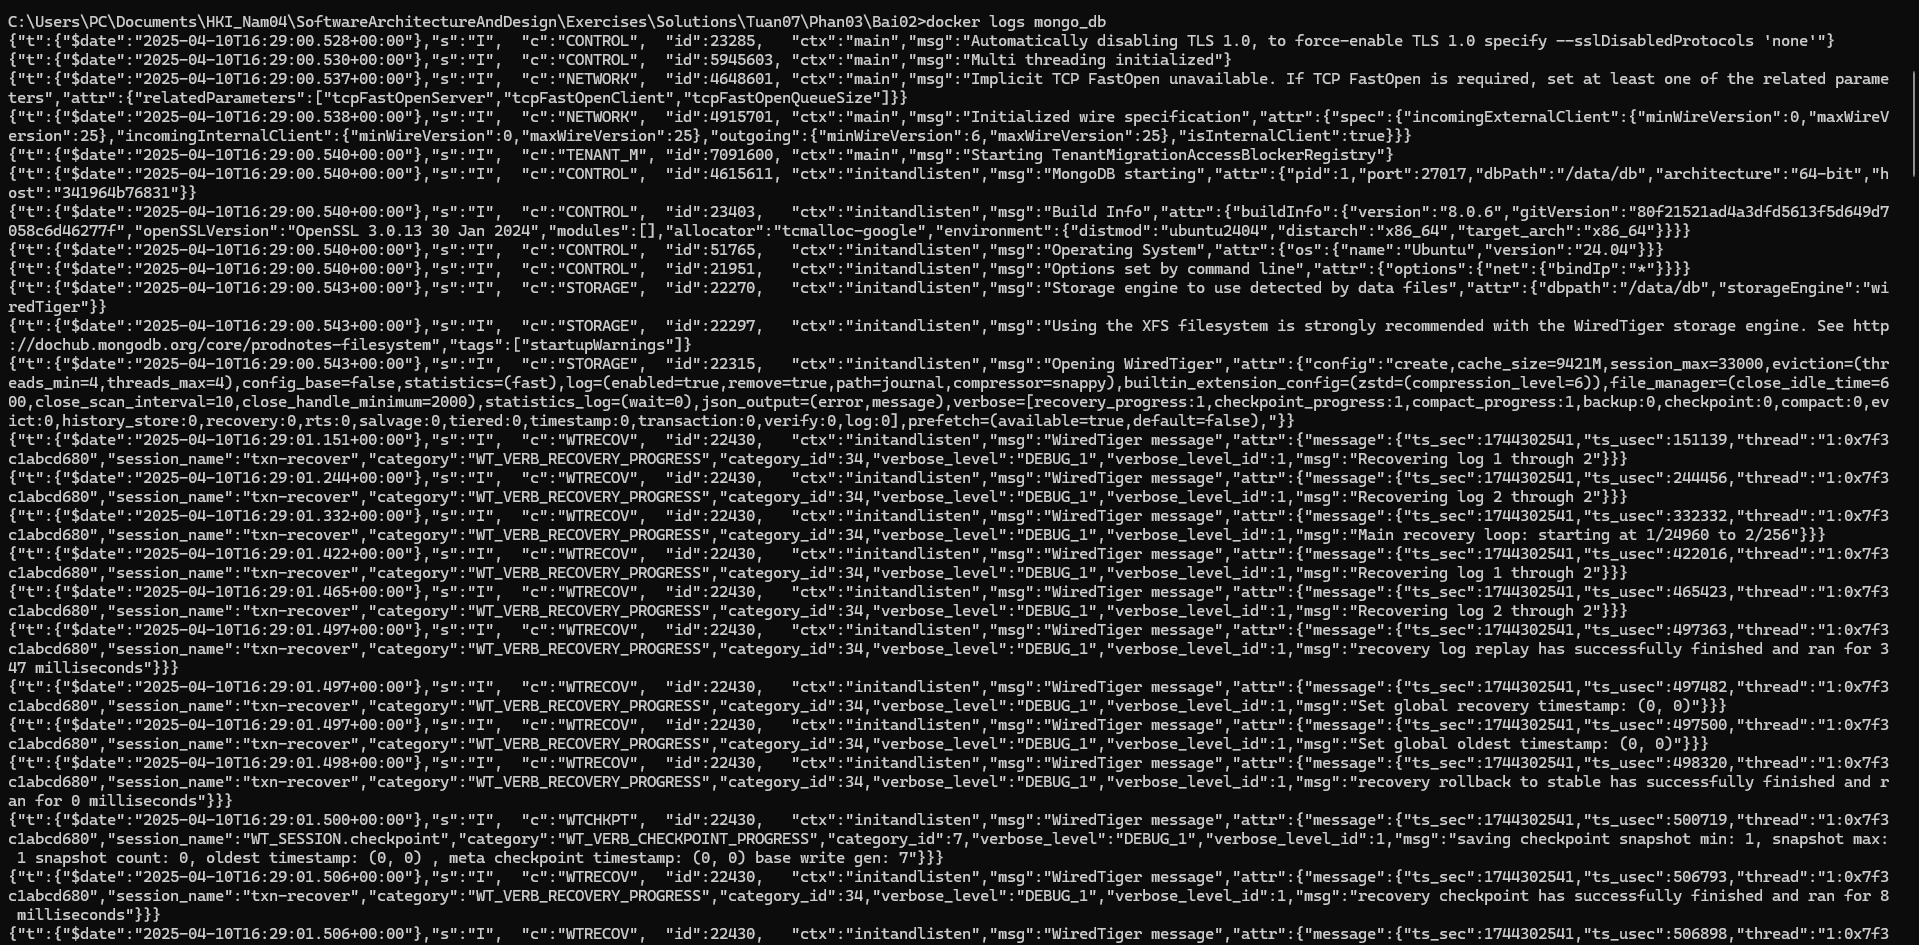 C:\Users\PC\Documents\HKI_Nam04\SoftwareArchitectureAndDesign\Exercises\Solutions\Tuan07\Phan03\Bai02>docker logs mongo_db
{"t":{"$date":"2025-04-10T16:29:00.528+00:00"},"s":"I",  "c":"CONTROL",  "id":23285,   "ctx":"main","msg":"Automatically disabling TLS 1.0, to force-enable TLS 1.0 specify --sslDisabledProtocols 'none'"}
{"t":{"$date":"2025-04-10T16:29:00.530+00:00"},"s":"I",  "c":"CONTROL",  "id":5945603, "ctx":"main","msg":"Multi threading initialized"}
{"t":{"$date":"2025-04-10T16:29:00.537+00:00"},"s":"I",  "c":"NETWORK",  "id":4648601, "ctx":"main","msg":"Implicit TCP FastOpen unavailable. If TCP FastOpen is required, set at least one of the related parame
ters","attr":{"relatedParameters":["tcpFastOpenServer","tcpFastOpenClient","tcpFastOpenQueueSize"]}}
{"t":{"$date":"2025-04-10T16:29:00.538+00:00"},"s":"I",  "c":"NETWORK",  "id":4915701, "ctx":"main","msg":"Initialized wire specification","attr":{"spec":{"incomingExternalClient":{"minWireVersion":0,"maxWireV
ersion":25},"incomingInternalClient":{"minWireVersion":0,"maxWireVersion":25},"outgoing":{"minWireVersion":6,"maxWireVersion":25},"isInternalClient":true}}}
{"t":{"$date":"2025-04-10T16:29:00.540+00:00"},"s":"I",  "c":"TENANT_M", "id":7091600, "ctx":"main","msg":"Starting TenantMigrationAccessBlockerRegistry"}
{"t":{"$date":"2025-04-10T16:29:00.540+00:00"},"s":"I",  "c":"CONTROL",  "id":4615611, "ctx":"initandlisten","msg":"MongoDB starting","attr":{"pid":1,"port":27017,"dbPath":"/data/db","architecture":"64-bit","h
ost":"341964b76831"}}
{"t":{"$date":"2025-04-10T16:29:00.540+00:00"},"s":"I",  "c":"CONTROL",  "id":23403,   "ctx":"initandlisten","msg":"Build Info","attr":{"buildInfo":{"version":"8.0.6","gitVersion":"80f21521ad4a3dfd5613f5d649d7
058c6d46277f","openSSLVersion":"OpenSSL 3.0.13 30 Jan 2024","modules":[],"allocator":"tcmalloc-google","environment":{"distmod":"ubuntu2404","distarch":"x86_64","target_arch":"x86_64"}}}}
{"t":{"$date":"2025-04-10T16:29:00.540+00:00"},"s":"I",  "c":"CONTROL",  "id":51765,   "ctx":"initandlisten","msg":"Operating System","attr":{"os":{"name":"Ubuntu","version":"24.04"}}}
{"t":{"$date":"2025-04-10T16:29:00.540+00:00"},"s":"I",  "c":"CONTROL",  "id":21951,   "ctx":"initandlisten","msg":"Options set by command line","attr":{"options":{"net":{"bindIp":"*"}}}}
{"t":{"$date":"2025-04-10T16:29:00.543+00:00"},"s":"I",  "c":"STORAGE",  "id":22270,   "ctx":"initandlisten","msg":"Storage engine to use detected by data files","attr":{"dbpath":"/data/db","storageEngine":"wi
redTiger"}}
{"t":{"$date":"2025-04-10T16:29:00.543+00:00"},"s":"I",  "c":"STORAGE",  "id":22297,   "ctx":"initandlisten","msg":"Using the XFS filesystem is strongly recommended with the WiredTiger storage engine. See http
://dochub.mongodb.org/core/prodnotes-filesystem","tags":["startupWarnings"]}
{"t":{"$date":"2025-04-10T16:29:00.543+00:00"},"s":"I",  "c":"STORAGE",  "id":22315,   "ctx":"initandlisten","msg":"Opening WiredTiger","attr":{"config":"create,cache_size=9421M,session_max=33000,eviction=(thr
eads_min=4,threads_max=4),config_base=false,statistics=(fast),log=(enabled=true,remove=true,path=journal,compressor=snappy),builtin_extension_config=(zstd=(compression_level=6)),file_manager=(close_idle_time=6
00,close_scan_interval=10,close_handle_minimum=2000),statistics_log=(wait=0),json_output=(error,message),verbose=[recovery_progress:1,checkpoint_progress:1,compact_progress:1,backup:0,checkpoint:0,compact:0,ev
ict:0,history_store:0,recovery:0,rts:0,salvage:0,tiered:0,timestamp:0,transaction:0,verify:0,log:0],prefetch=(available=true,default=false),"}}
{"t":{"$date":"2025-04-10T16:29:01.151+00:00"},"s":"I",  "c":"WTRECOV",  "id":22430,   "ctx":"initandlisten","msg":"WiredTiger message","attr":{"message":{"ts_sec":1744302541,"ts_usec":151139,"thread":"1:0x7f3
c1abcd680","session_name":"txn-recover","category":"WT_VERB_RECOVERY_PROGRESS","category_id":34,"verbose_level":"DEBUG_1","verbose_level_id":1,"msg":"Recovering log 1 through 2"}}}
{"t":{"$date":"2025-04-10T16:29:01.244+00:00"},"s":"I",  "c":"WTRECOV",  "id":22430,   "ctx":"initandlisten","msg":"WiredTiger message","attr":{"message":{"ts_sec":1744302541,"ts_usec":244456,"thread":"1:0x7f3
c1abcd680","session_name":"txn-recover","category":"WT_VERB_RECOVERY_PROGRESS","category_id":34,"verbose_level":"DEBUG_1","verbose_level_id":1,"msg":"Recovering log 2 through 2"}}}
{"t":{"$date":"2025-04-10T16:29:01.332+00:00"},"s":"I",  "c":"WTRECOV",  "id":22430,   "ctx":"initandlisten","msg":"WiredTiger message","attr":{"message":{"ts_sec":1744302541,"ts_usec":332332,"thread":"1:0x7f3
c1abcd680","session_name":"txn-recover","category":"WT_VERB_RECOVERY_PROGRESS","category_id":34,"verbose_level":"DEBUG_1","verbose_level_id":1,"msg":"Main recovery loop: starting at 1/24960 to 2/256"}}}
{"t":{"$date":"2025-04-10T16:29:01.422+00:00"},"s":"I",  "c":"WTRECOV",  "id":22430,   "ctx":"initandlisten","msg":"WiredTiger message","attr":{"message":{"ts_sec":1744302541,"ts_usec":422016,"thread":"1:0x7f3
c1abcd680","session_name":"txn-recover","category":"WT_VERB_RECOVERY_PROGRESS","category_id":34,"verbose_level":"DEBUG_1","verbose_level_id":1,"msg":"Recovering log 1 through 2"}}}
{"t":{"$date":"2025-04-10T16:29:01.465+00:00"},"s":"I",  "c":"WTRECOV",  "id":22430,   "ctx":"initandlisten","msg":"WiredTiger message","attr":{"message":{"ts_sec":1744302541,"ts_usec":465423,"thread":"1:0x7f3
c1abcd680","session_name":"txn-recover","category":"WT_VERB_RECOVERY_PROGRESS","category_id":34,"verbose_level":"DEBUG_1","verbose_level_id":1,"msg":"Recovering log 2 through 2"}}}
{"t":{"$date":"2025-04-10T16:29:01.497+00:00"},"s":"I",  "c":"WTRECOV",  "id":22430,   "ctx":"initandlisten","msg":"WiredTiger message","attr":{"message":{"ts_sec":1744302541,"ts_usec":497363,"thread":"1:0x7f3
c1abcd680","session_name":"txn-recover","category":"WT_VERB_RECOVERY_PROGRESS","category_id":34,"verbose_level":"DEBUG_1","verbose_level_id":1,"msg":"recovery log replay has successfully finished and ran for 3
47 milliseconds"}}}
{"t":{"$date":"2025-04-10T16:29:01.497+00:00"},"s":"I",  "c":"WTRECOV",  "id":22430,   "ctx":"initandlisten","msg":"WiredTiger message","attr":{"message":{"ts_sec":1744302541,"ts_usec":497482,"thread":"1:0x7f3
c1abcd680","session_name":"txn-recover","category":"WT_VERB_RECOVERY_PROGRESS","category_id":34,"verbose_level":"DEBUG_1","verbose_level_id":1,"msg":"Set global recovery timestamp: (0, 0)"}}}
{"t":{"$date":"2025-04-10T16:29:01.497+00:00"},"s":"I",  "c":"WTRECOV",  "id":22430,   "ctx":"initandlisten","msg":"WiredTiger message","attr":{"message":{"ts_sec":1744302541,"ts_usec":497500,"thread":"1:0x7f3
c1abcd680","session_name":"txn-recover","category":"WT_VERB_RECOVERY_PROGRESS","category_id":34,"verbose_level":"DEBUG_1","verbose_level_id":1,"msg":"Set global oldest timestamp: (0, 0)"}}}
{"t":{"$date":"2025-04-10T16:29:01.498+00:00"},"s":"I",  "c":"WTRECOV",  "id":22430,   "ctx":"initandlisten","msg":"WiredTiger message","attr":{"message":{"ts_sec":1744302541,"ts_usec":498320,"thread":"1:0x7f3
c1abcd680","session_name":"txn-recover","category":"WT_VERB_RECOVERY_PROGRESS","category_id":34,"verbose_level":"DEBUG_1","verbose_level_id":1,"msg":"recovery rollback to stable has successfully finished and r
an for 0 milliseconds"}}}
{"t":{"$date":"2025-04-10T16:29:01.500+00:00"},"s":"I",  "c":"WTCHKPT",  "id":22430,   "ctx":"initandlisten","msg":"WiredTiger message","attr":{"message":{"ts_sec":1744302541,"ts_usec":500719,"thread":"1:0x7f3
c1abcd680","session_name":"WT_SESSION.checkpoint","category":"WT_VERB_CHECKPOINT_PROGRESS","category_id":7,"verbose_level":"DEBUG_1","verbose_level_id":1,"msg":"saving checkpoint snapshot min: 1, snapshot max:
 1 snapshot count: 0, oldest timestamp: (0, 0) , meta checkpoint timestamp: (0, 0) base write gen: 7"}}}
{"t":{"$date":"2025-04-10T16:29:01.506+00:00"},"s":"I",  "c":"WTRECOV",  "id":22430,   "ctx":"initandlisten","msg":"WiredTiger message","attr":{"message":{"ts_sec":1744302541,"ts_usec":506793,"thread":"1:0x7f3
c1abcd680","session_name":"txn-recover","category":"WT_VERB_RECOVERY_PROGRESS","category_id":34,"verbose_level":"DEBUG_1","verbose_level_id":1,"msg":"recovery checkpoint has successfully finished and ran for 8
 milliseconds"}}}
{"t":{"$date":"2025-04-10T16:29:01.506+00:00"},"s":"I",  "c":"WTRECOV",  "id":22430,   "ctx":"initandlisten","msg":"WiredTiger message","attr":{"message":{"ts_sec":1744302541,"ts_usec":506898,"thread":"1:0x7f3